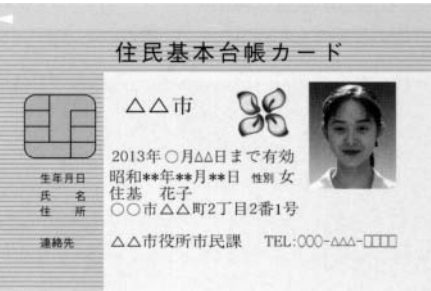 住民基本台帳カード
△△市
2013年○月△△日まで有効
生年月日 昭和**年**月**日 性別 女
氏 名 住基 花子
住 所 ○○市△△町2丁目2番1号
連絡先 △△市役所市民課 TEL:○○○-△△△-□□□□